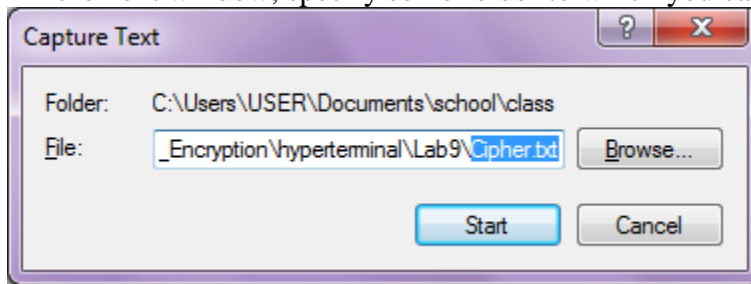 Capture Text
Folder: C:\Users\USER\Documents\school\class
File: _Encryption\hyperterminal\Lab9\Cipher.txt Browse...
Start Cancel